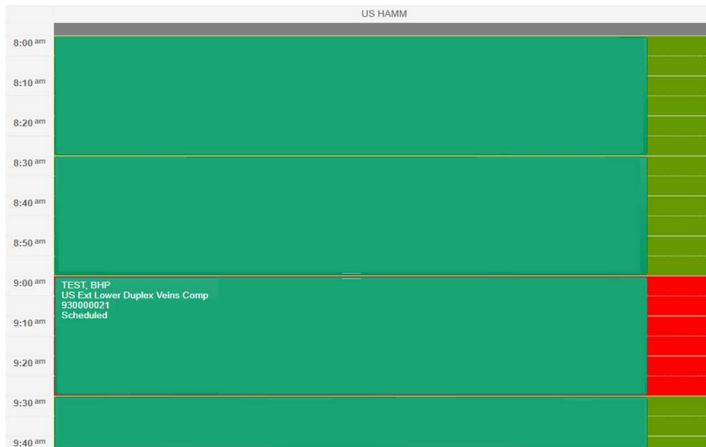 US HAMM
8:00 am
8:10 am
8:20 am
8:30 am
8:40 am
8:50 am
9:00 am
TEST, BHP
US Ext Lower Duplex Veins Comp
930000021
Scheduled
9:10 am
9:20 am
9:30 am
9:40 am